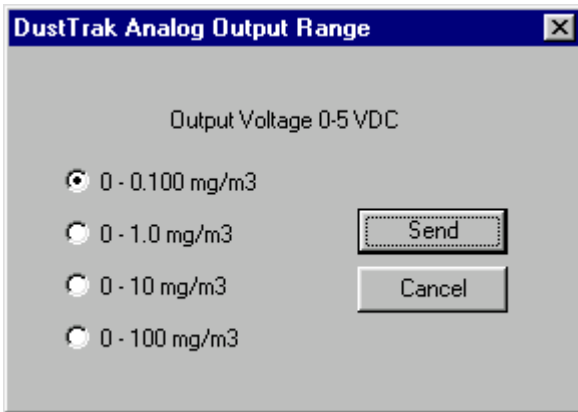 DustTrak Analog Output Range
Output Voltage 0-5 VDC
0 - 0.100 mg/m3
0 - 1.0 mg/m3
0 - 10 mg/m3
0 - 100 mg/m3
Send
Cancel